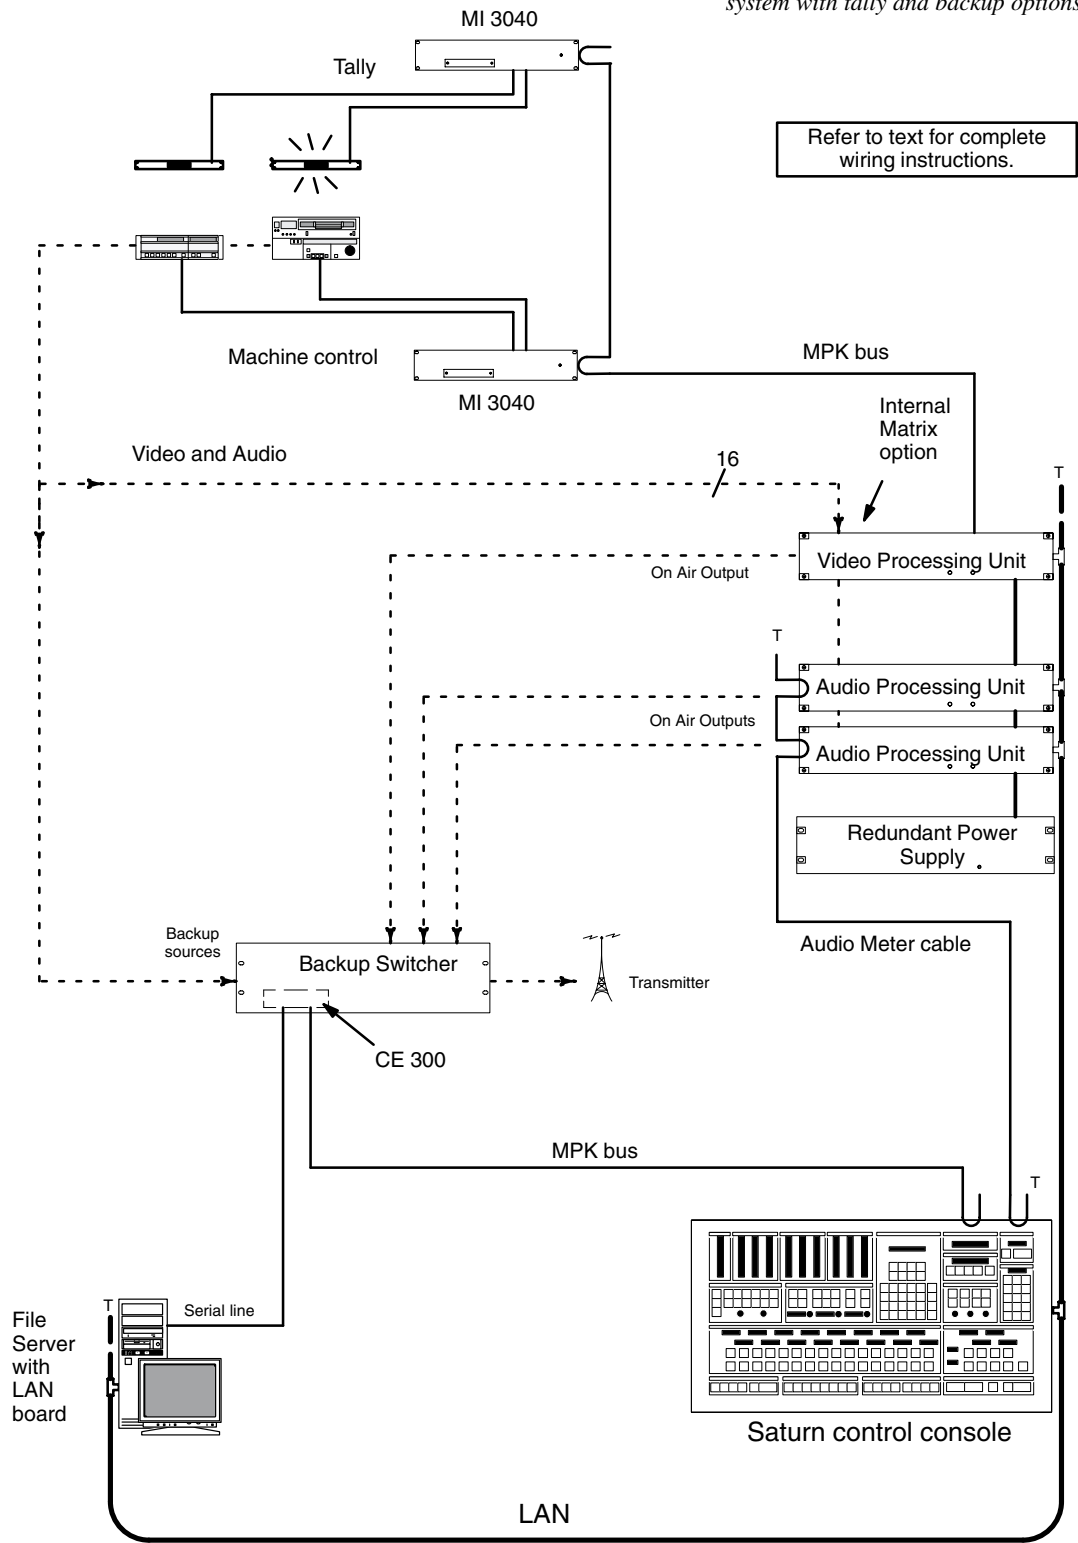 system with tally and backup options
MI 3040
Tally
Refer to text for complete
wiring instructions.
Machine control
MPK bus
MI 3040
Internal
Matrix
option
Video and Audio
16
T
Video Processing Unit
On Air Output
T
Audio Processing Unit
On Air Outputs
Audio Processing Unit
Redundant Power
Supply
Backup
sources
Audio Meter cable
Backup Switcher
Transmitter
CE 300
MPK bus
T
T
Serial line
File
Server
with
LAN
board
Saturn control console
LAN